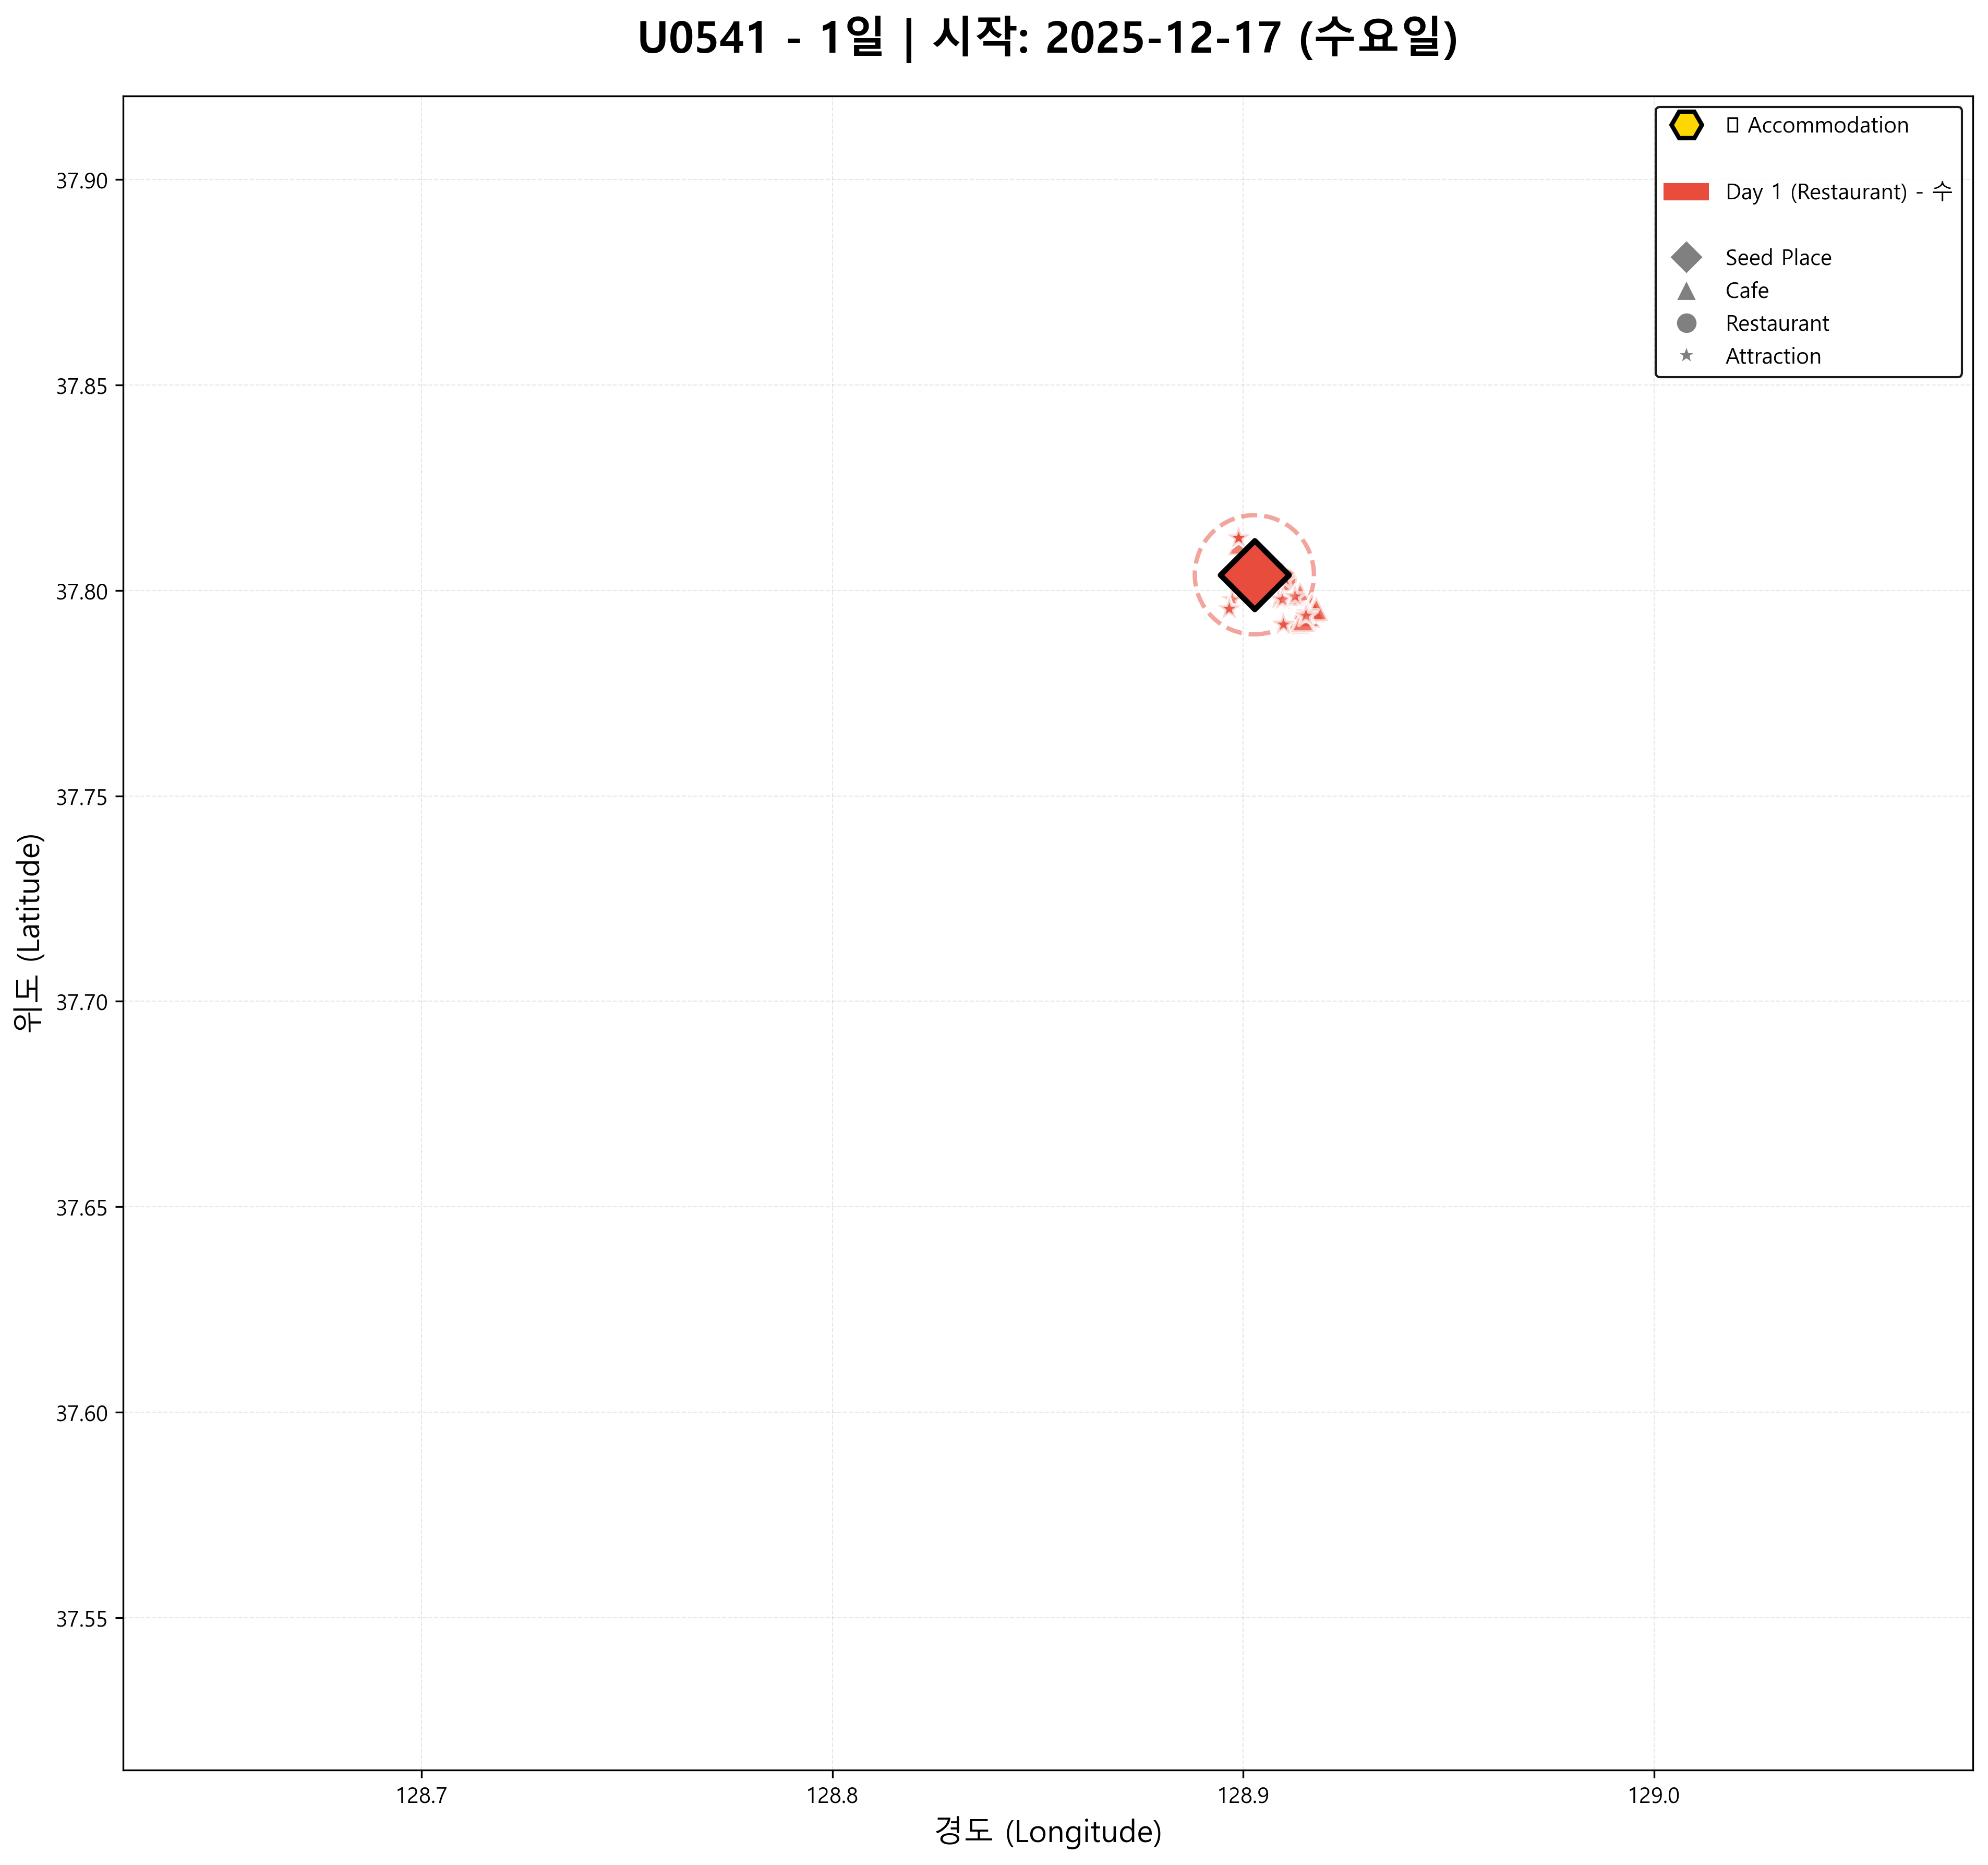 U0541 - 1일 | 시작: 2025-12-17 (수요일)
Accommodation
Day 1 (Restaurant) - 수
Seed Place
Cafe
Restaurant
Attraction
위도 (Latitude)
37.90
37.85
37.80
37.75
37.70
37.65
37.60
37.55
128.7
128.8
128.9
129.0
경도 (Longitude)